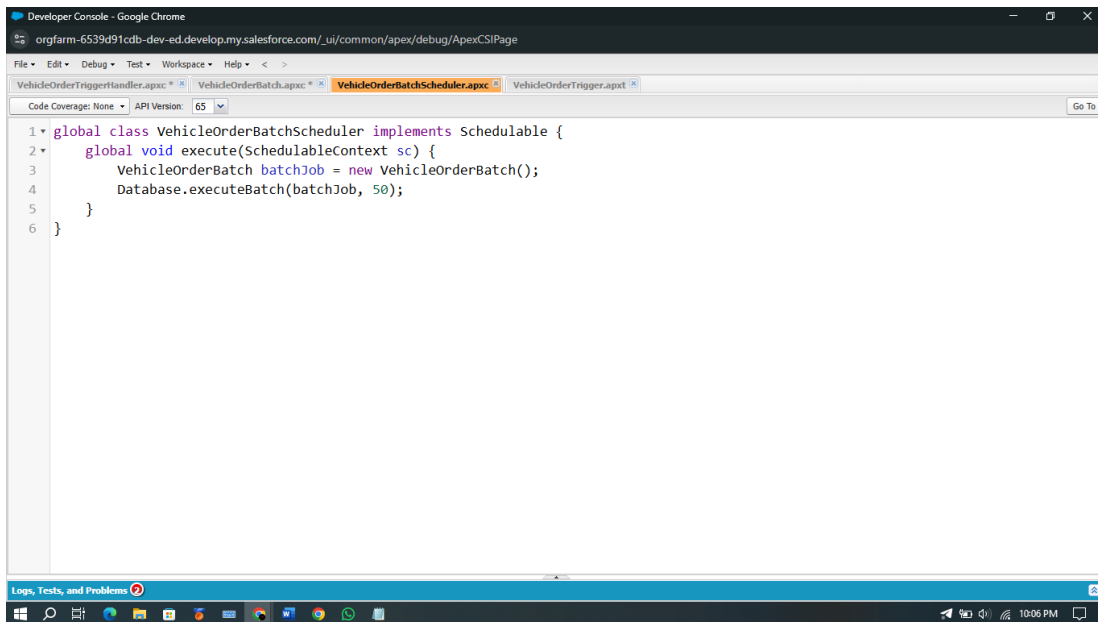 Developer Console - Google Chrome
orgfarm-6539d91cdb-dev-ed.develop.my.salesforce.com/_ui/common/apex/debug/ApexCSIPage
File Edit Debug Test Workspace Help < >
VehicleOrderTriggerHandler.apxc * VehicleOrderBatch.apxc * VehicleOrderBatchScheduler.apxc VehicleOrderTrigger.apxt
Code Coverage: None API Version: 65 Go To
1 global class VehicleOrderBatchScheduler implements Schedulable {
2 global void execute(SchedulableContext sc) {
3 VehicleOrderBatch batchJob = new VehicleOrderBatch();
4 Database.executeBatch(batchJob, 50);
5 }
6 }
Logs, Tests, and Problems 2
10:06 PM